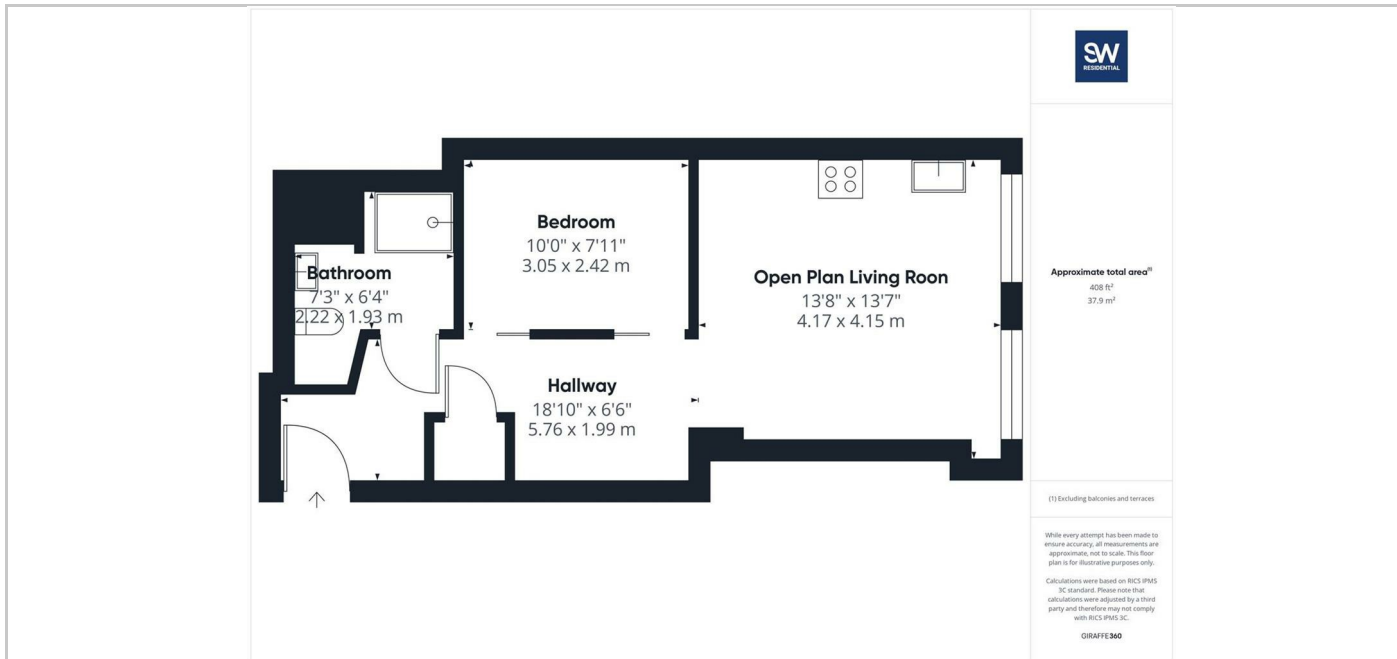 SW
RESIDENTIAL
Bedroom
10'0" x 7'11"
3.05 x 2.42 m
Bathroom
7'3" x 6'4"
2.22 x 1.93 m
Open Plan Living Roon
13'8" x 13'7"
4.17 x 4.15 m
Hallway
18'10" x 6'6"
5.76 x 1.99 m
Approximate total area⁽¹⁾
408 ft²
37.9 m²
(1) Excluding balconies and terraces
While every attempt has been made to
ensure accuracy, all measurements are
approximate, not to scale. This floor
plan is for illustrative purposes only.
Calculations were based on RICS IPMS
3C standard. Please note that
calculations were adjusted by a third
party and therefore may not comply
with RICS IPMS 3C.
GIRAFFE360